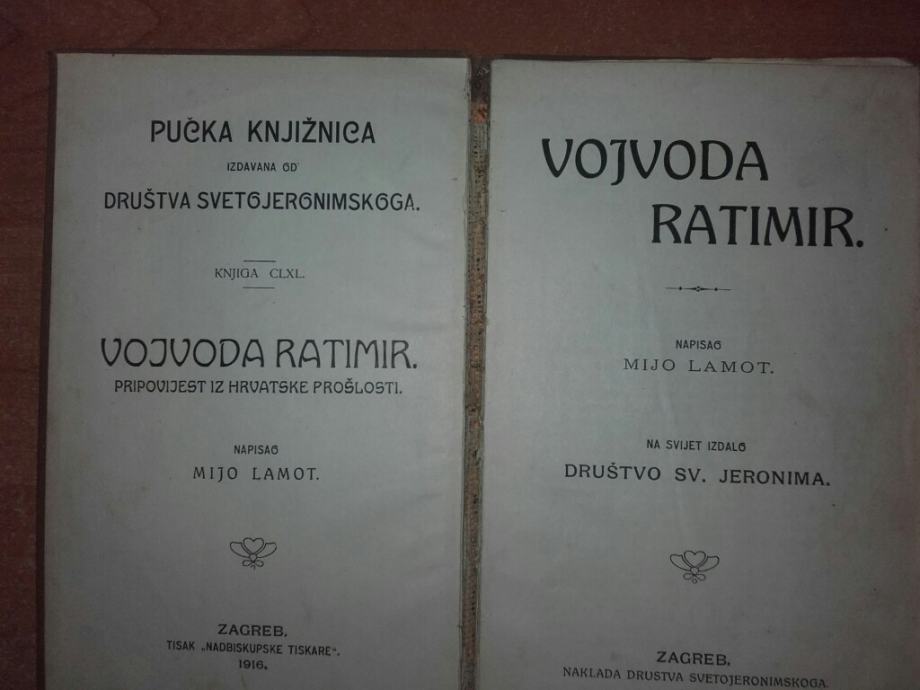 PUČKA KNJIŽNICA
IZDAVANA OD
DRUŠTVA SVETOJERONIMSKOGA.
KNJIGA CLXL.
VOJVODA RATIMIR.
PRIPOVIJEST IZ HRVATSKE PROŠLOSTI.
NAPISAO
MIJO LAMOT.
ZAGREB.
TISAK „NADBISKUPSKE TISKARE“.
1916.
VOJVODA
RATIMIR.
NAPISAO
MIJO LAMOT.
NA SVIJET IZDALO
DRUŠTVO SV. JERONIMA.
ZAGREB.
NAKLADA DRUŠTVA SVETOJERONIMSKOGA.